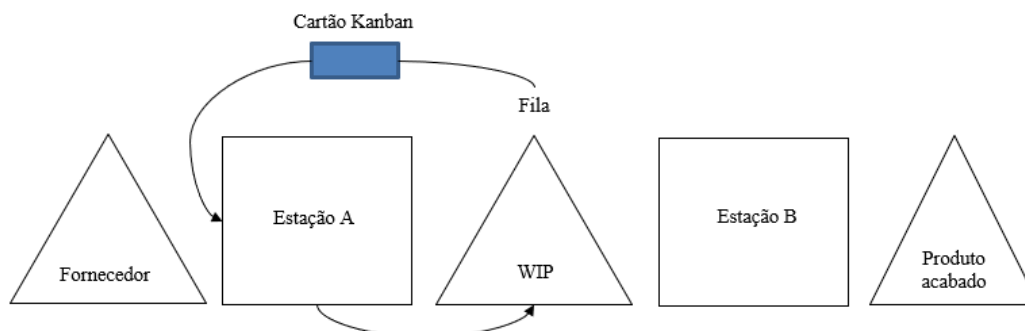 Cartão Kanban
Fila
Fornecedor
Estação A
WIP
Estação B
Produto
acabado